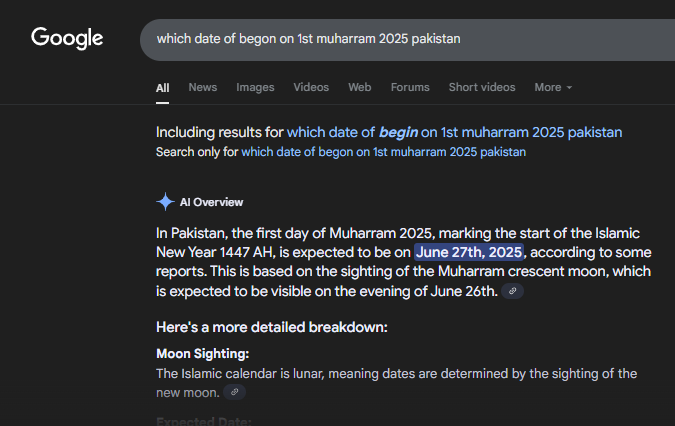 Google
which date of begon on 1st muharram 2025 pakistan
All News Images Videos Web Forums Short videos More
Including results for which date of begin on 1st muharram 2025 pakistan
Search only for which date of begon on 1st muharram 2025 pakistan
AI Overview
In Pakistan, the first day of Muharram 2025, marking the start of the Islamic
New Year 1447 AH, is expected to be on June 27th, 2025, according to some
reports. This is based on the sighting of the Muharram crescent moon, which
is expected to be visible on the evening of June 26th.
Here's a more detailed breakdown:
Moon Sighting:
The Islamic calendar is lunar, meaning dates are determined by the sighting of the
new moon.
Expected Date: